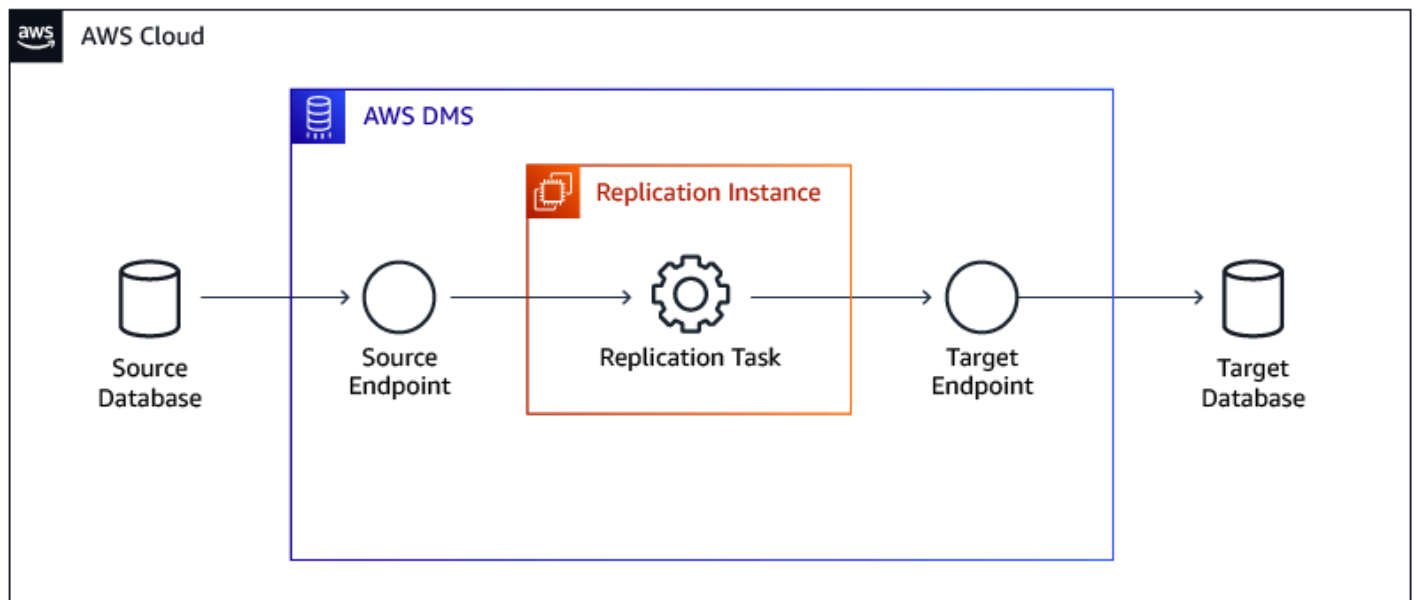 aws
AWS Cloud
AWS DMS
Replication Instance
Source
Database
Source
Endpoint
Replication Task
Target
Endpoint
Target
Database